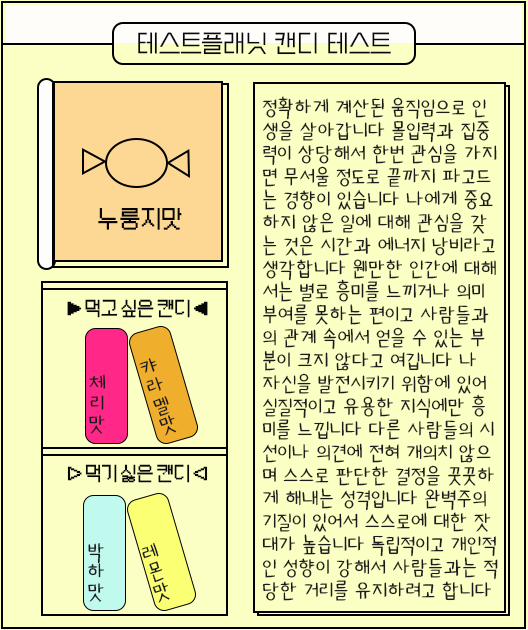 테스트플래닛 캔디 테스트
누룽지맛
▶먹고싶은캔디◀
체리맛
캬라멜맛
▷먹기싫은캔디◁
박하맛
레몬맛
정확하게 계산된 움직임으로 인
생을 살아갑니다 몰입력과 집중
력이 상당해서 한번 관심을 가지
면 무서울 정도로 끝까지 파고드
는 경향이 있습니다 나에게 중요
하지 않은 일에 대해 관심을 갖
는 것은 시간과 에너지 낭비라고
생각합니다 웬만한 인간에 대해
서는 별로 흥미를 느끼거나 의미
부여를 못하는 편이고 사람들과
의 관계 속에서 얻을 수 있는 부
분이 크지 않다고 여깁니다 나
자신을 발전시키기 위함에 있어
실질적이고 유용한 지식에만 흥
미를 느낍니다 다른 사람들의 시
선이나 의견에 전혀 개의치 않으
며 스스로 판단한 결정을 꿋꿋하
게 해내는 성격입니다 완벽주의
기질이 있어서 스스로에 대한 잣
대가 높습니다 독립적이고 개인적
인 성향이 강해서 사람들과는 적
당한 거리를 유지하려고 합니다